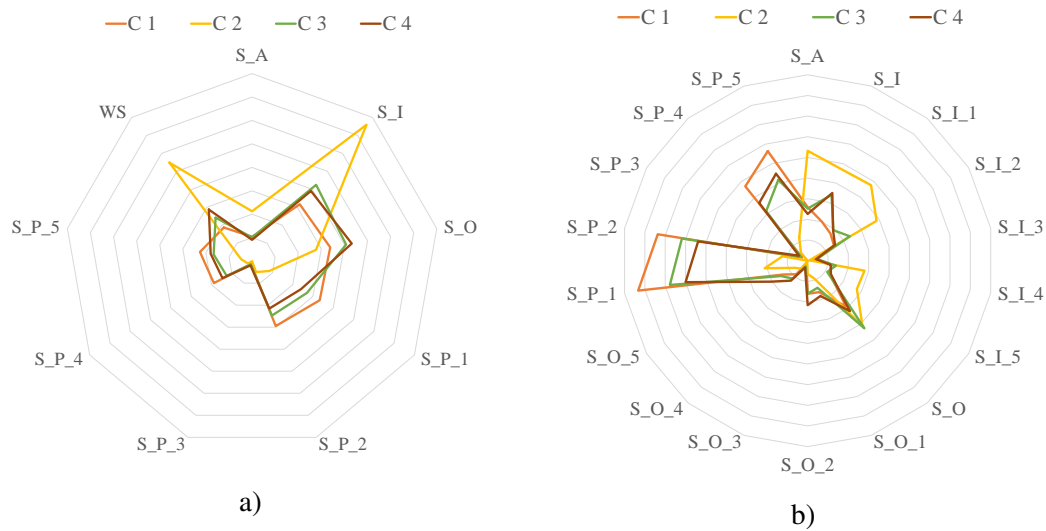 C 1 C 2 C 3 C 4
S_A
S_I
S_O
S_P_1
S_P_2
S_P_3
S_P_4
S_P_5
WS
a)
C 1 C 2 C 3 C 4
S_A
S_I
S_I_1
S_I_2
S_I_3
S_I_4
S_I_5
S_O
S_O_1
S_O_2
S_O_3
S_O_4
S_O_5
S_P_1
S_P_2
S_P_3
S_P_4
S_P_5
b)